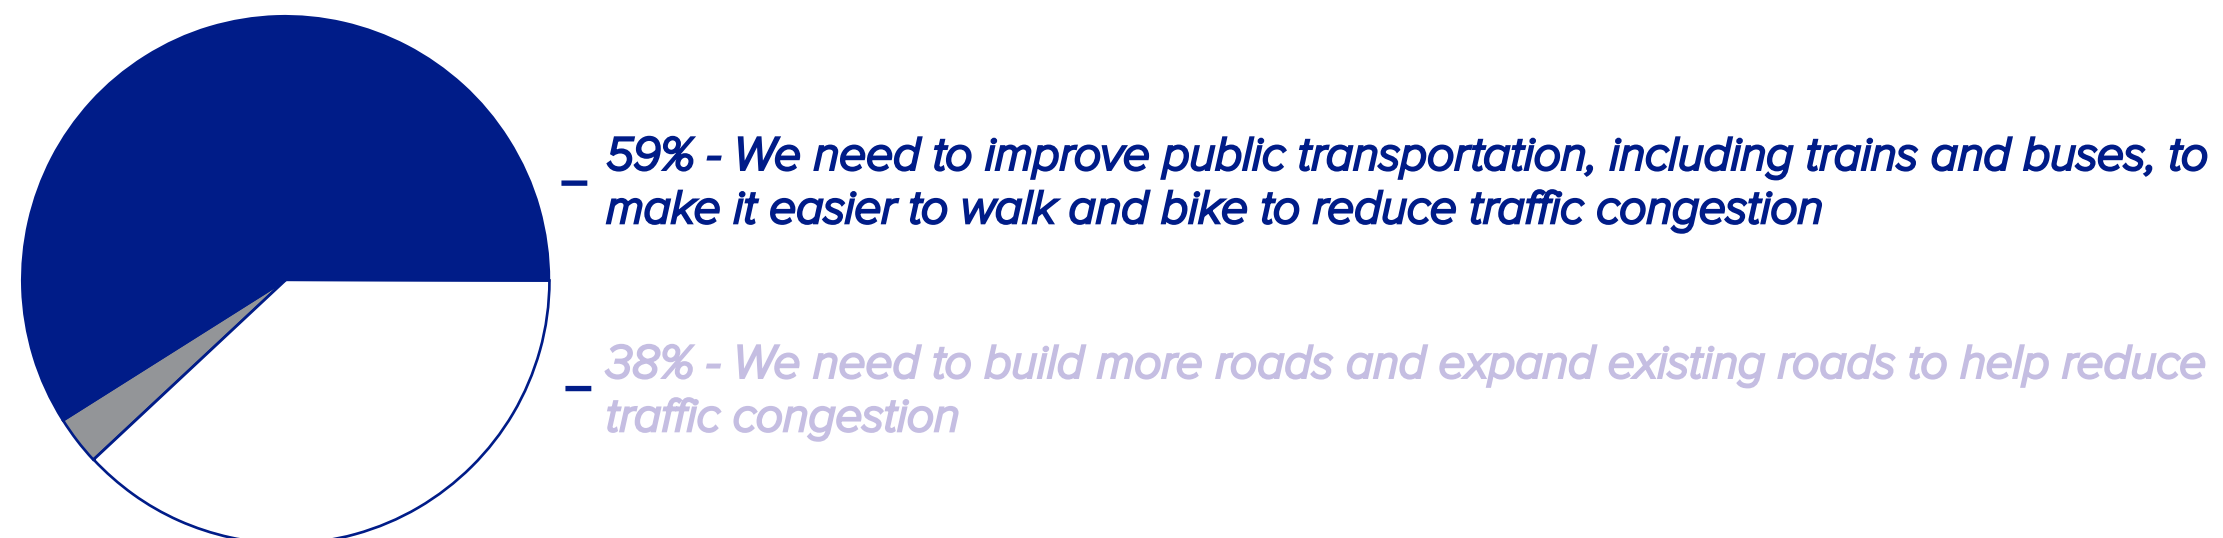 59% - We need to improve public transportation, including trains and buses, to
make it easier to walk and bike to reduce traffic congestion
38% - We need to build more roads and expand existing roads to help reduce
traffic congestion